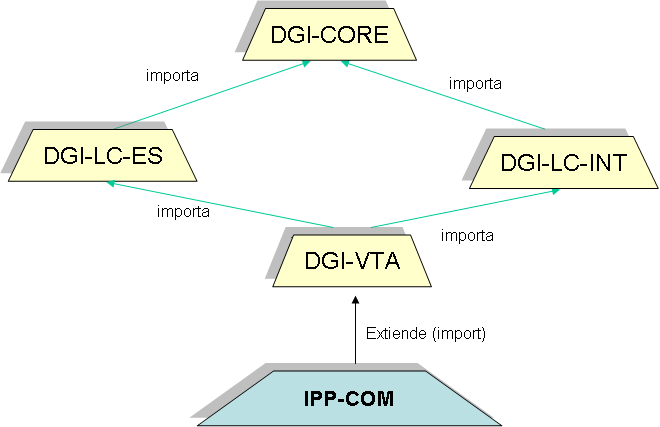 DGI-CORE
importa
importa
DGI-LC-ES
DGI-LC-INT
importa
importa
DGI-VTA
Extiende (import)
IPP-COM